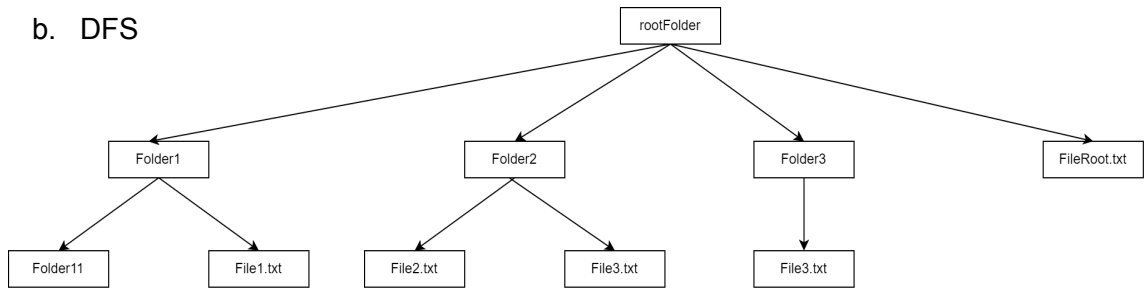 b. DFS
rootFolder
Folder1
Folder2
Folder3
FileRoot.txt
Folder11
File1.txt
File2.txt
File3.txt
File3.txt